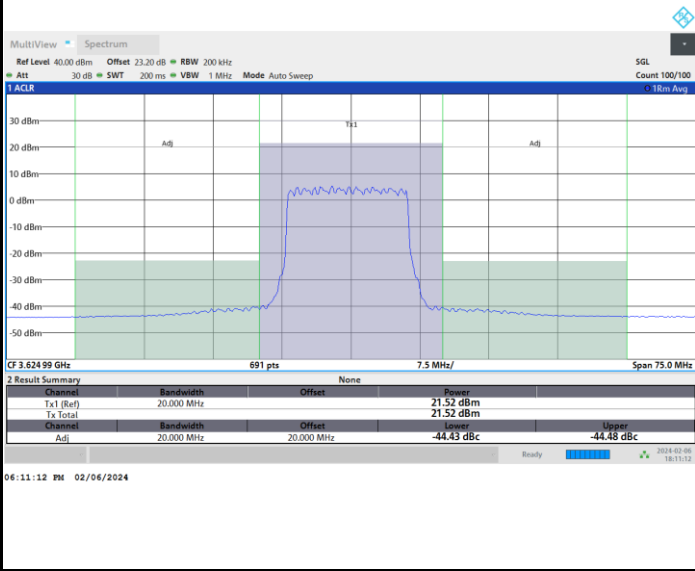 MultiView Spectrum
Ref Level 40.00 dBm Offset 23.20 dB RBW 200 kHz SGL
Att 30 dB SWT 200 ms VBW 1 MHz Mode Auto Sweep Count 100/100
1 ACLR 1Rm Avg
30 dBm
Tx1
20 dBm Adj Adj
10 dBm
0 dBm
-10 dBm
-20 dBm
-30 dBm
-40 dBm
-50 dBm
CF 3.624 99 GHz 691 pts 7.5 MHz/ Span 75.0 MHz
2 Result Summary None
Channel Bandwidth Offset Power
Tx1 (Ref) 20.000 MHz 21.52 dBm
Tx Total 21.52 dBm
Channel Bandwidth Offset Lower Upper
Adj 20.000 MHz 20.000 MHz -44.43 dBc -44.48 dBc
Ready 2024-02-06
18:11:12
06:11:12 PM 02/06/2024